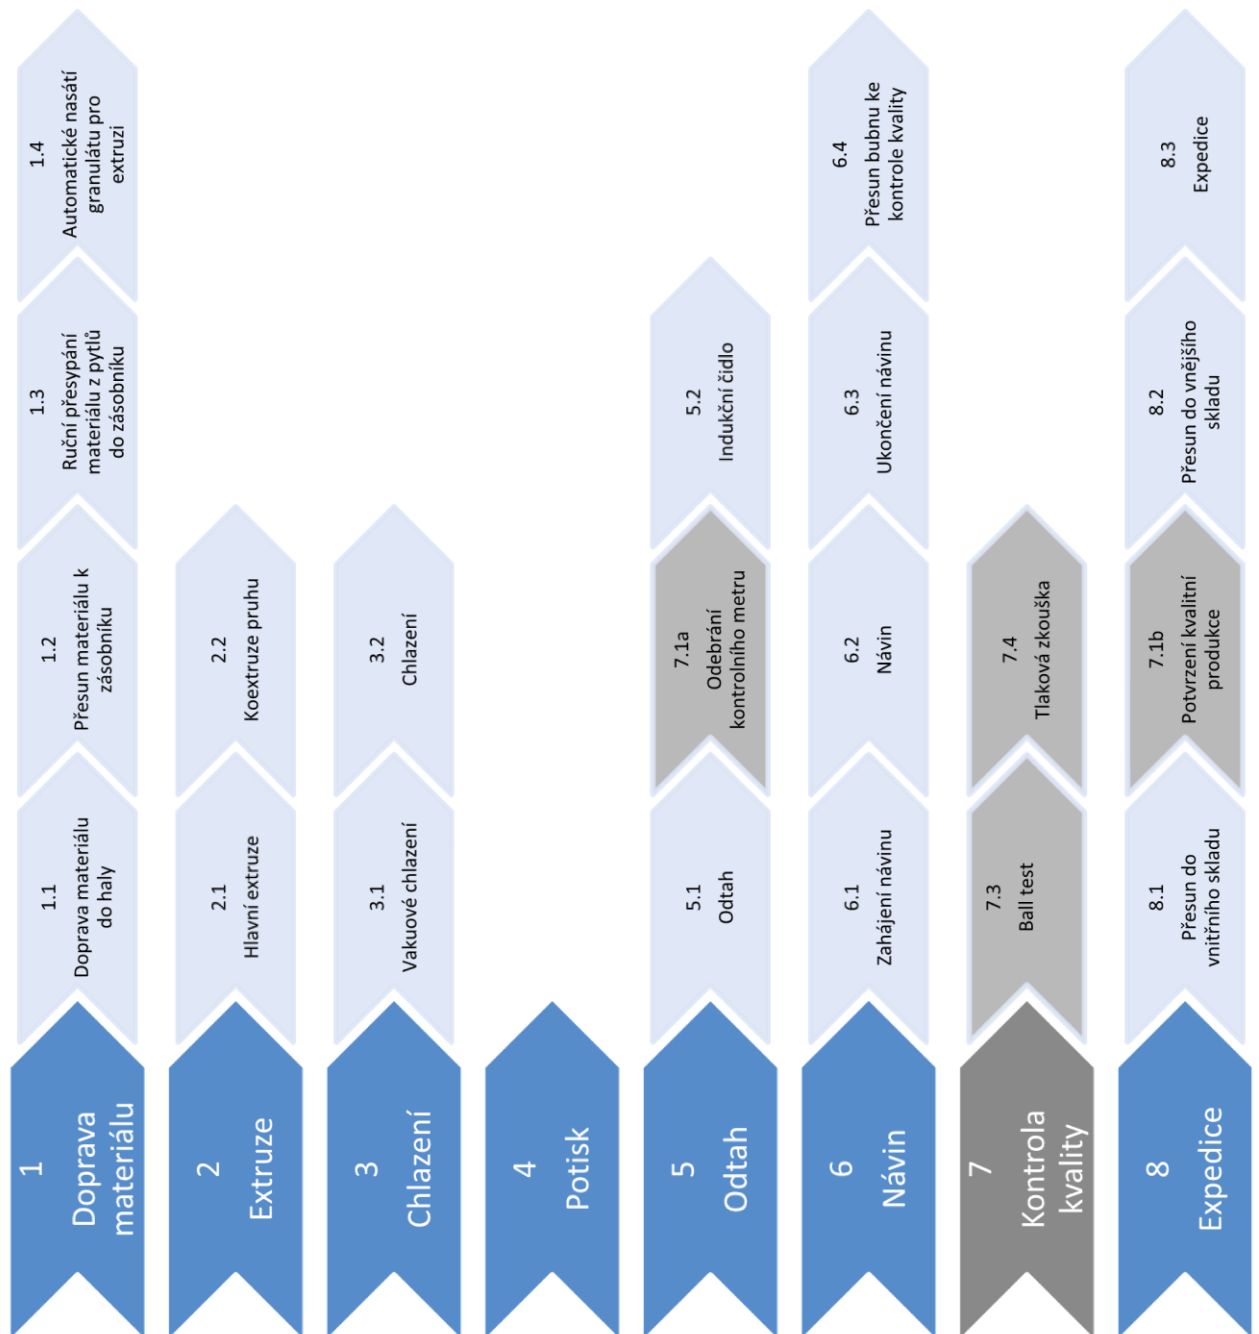 1
Doprava
materiálu
1.1
Doprava materiálu
do haly
1.2
Přesun materiálu k
zásobníku
1.3
Ruční přesypání
materiálu z pytlů
do zásobníku
1.4
Automatické nasátí
granulátu pro
extruzi
2
Extruze
2.1
Hlavní extruze
2.2
Koextruze pruhu
3
Chlazení
3.1
Vakuové chlazení
3.2
Chlazení
4
Potisk
5
Odtah
5.1
Odtah
7.1a
Odebrání
kontrolního metru
5.2
Indukční čidlo
6
Návin
6.1
Zahájení návinu
6.2
Návin
6.3
Ukončení návinu
6.4
Přesun bubnu ke
kontrole kvality
7
Kontrola
kvality
7.3
Ball test
7.4
Tlaková zkouška
8
Expedice
8.1
Přesun do
vnitřního skladu
7.1b
Potvrzení kvalitní
produkce
8.2
Přesun do vnějšího
skladu
8.3
Expedice